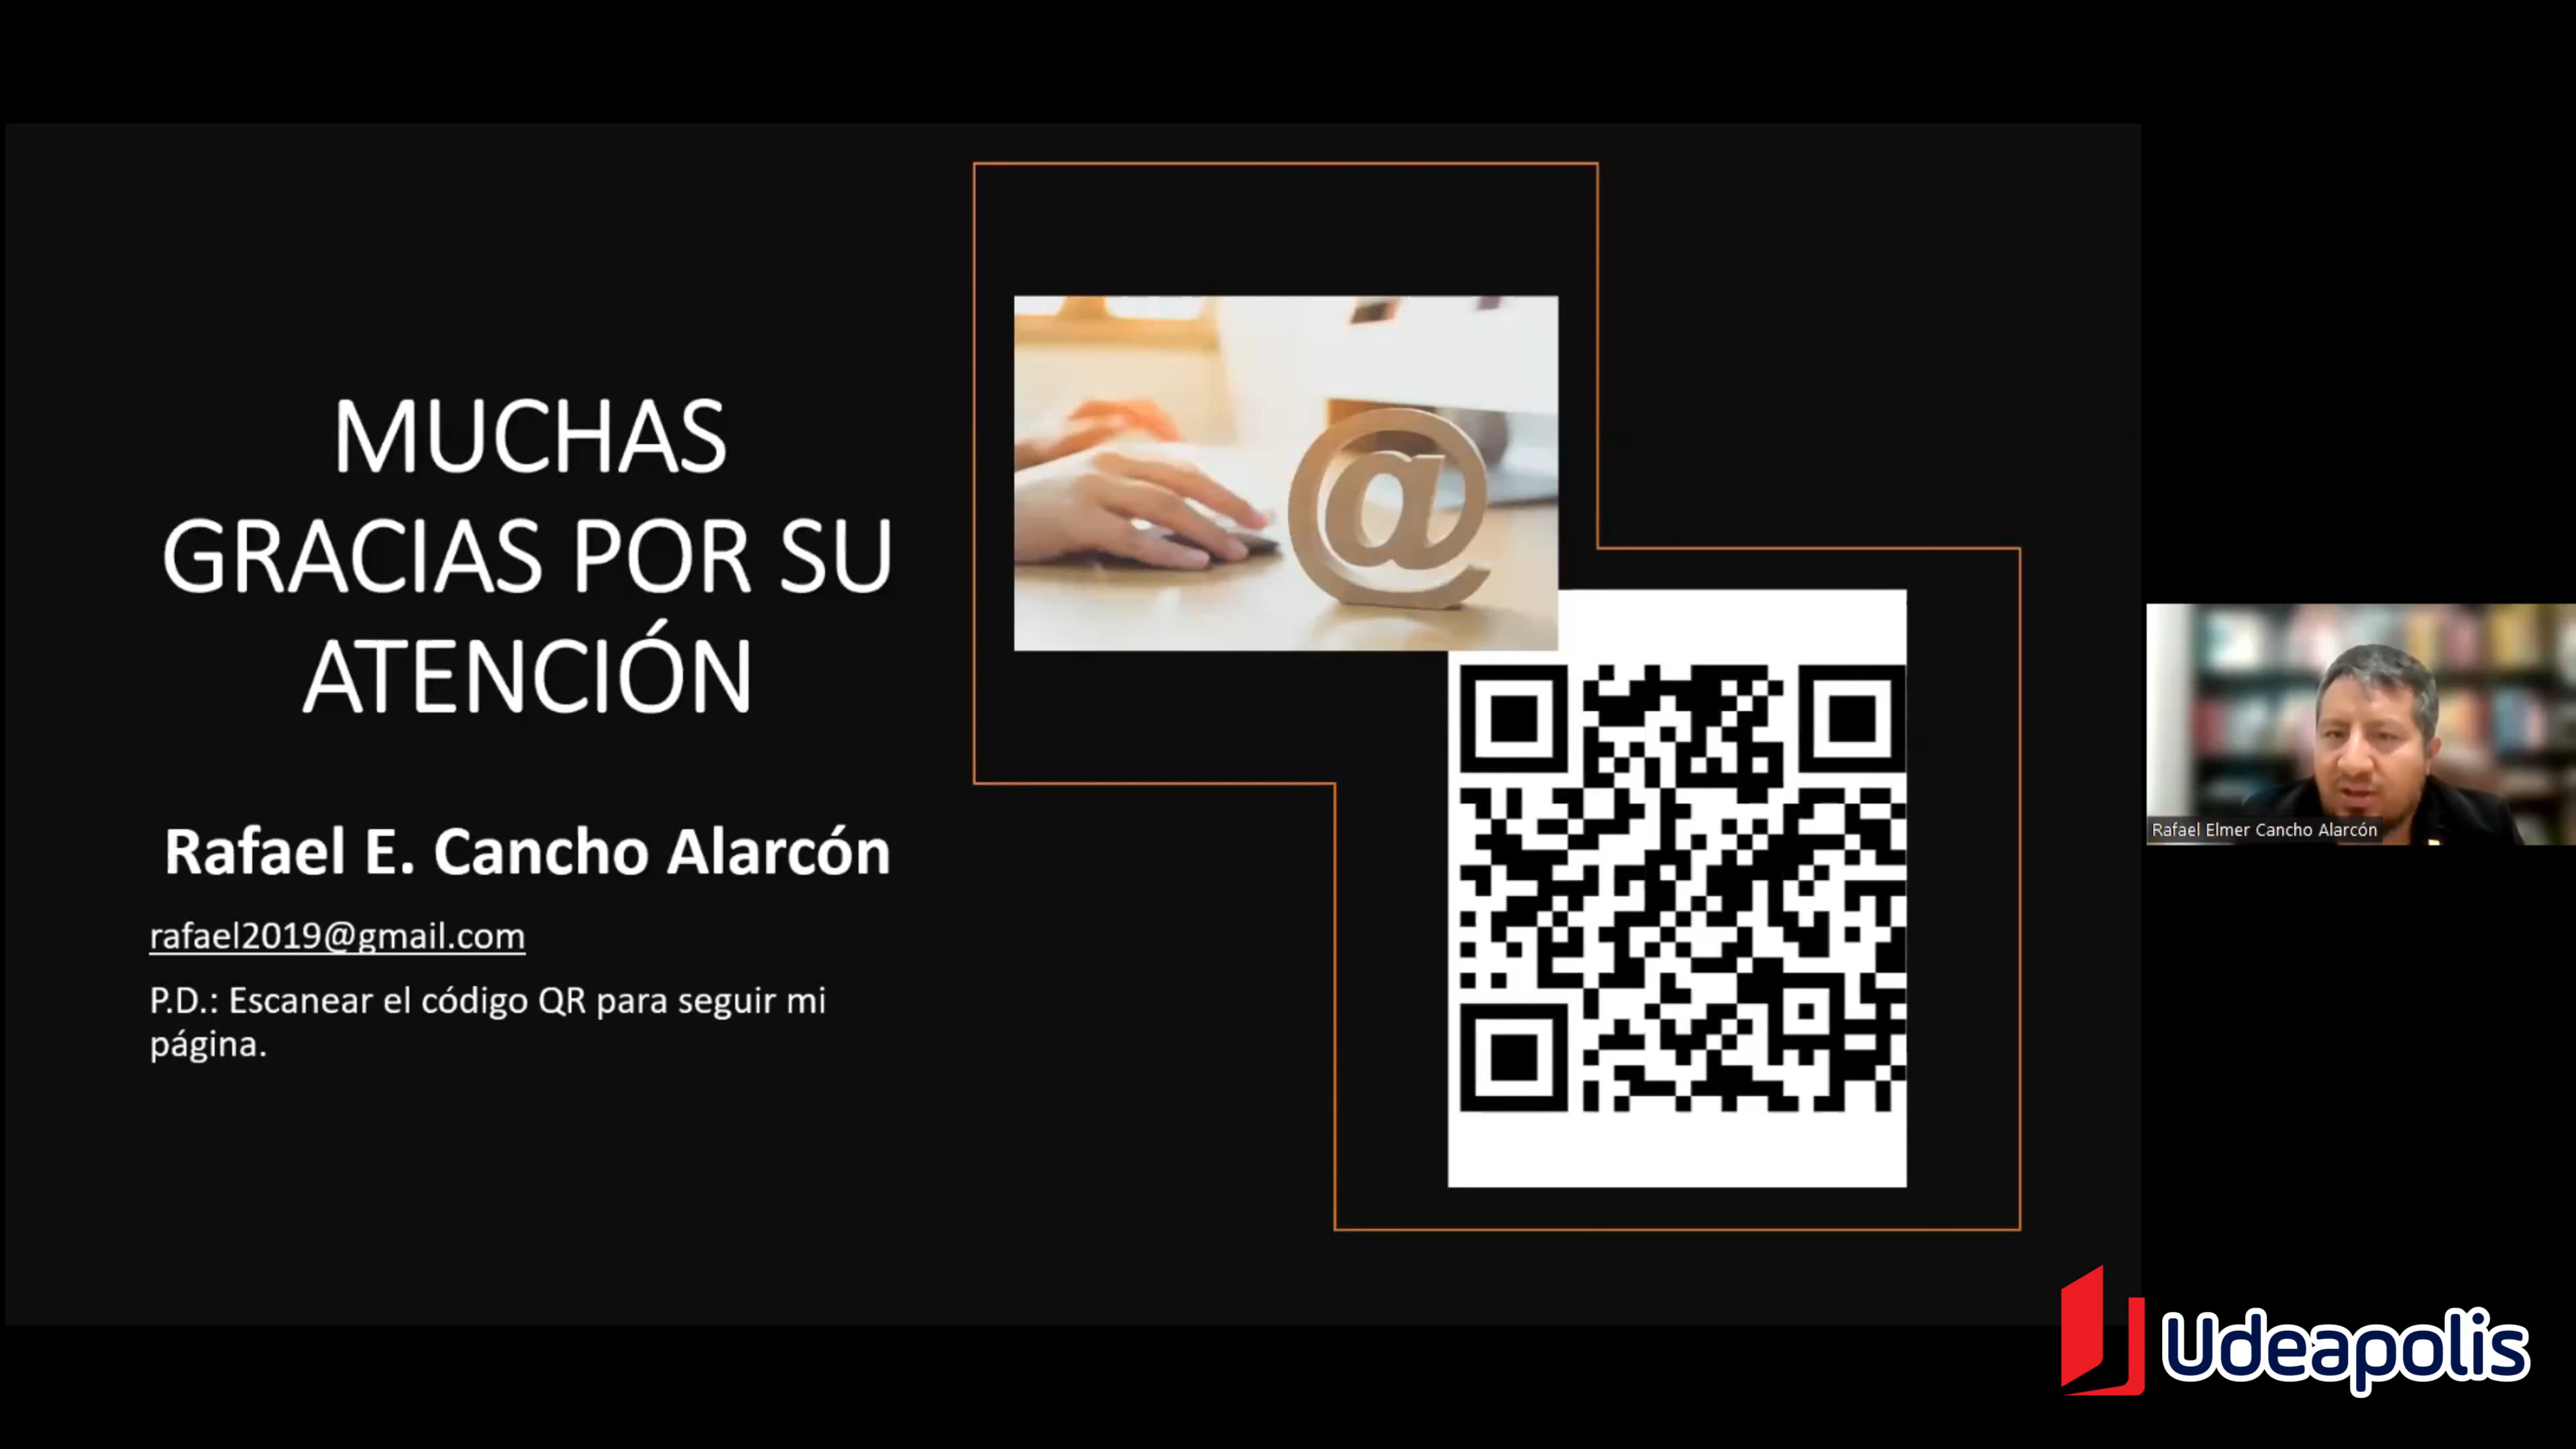 MUCHAS
GRACIAS POR SU
ATENCIÓN
Rafael E. Cancho Alarcón
rafael2019@gmail.com
P.D.: Escanear el código QR para seguir mi
página.
@
Rafael Elmer Cancho Alarcón
Udeapolis